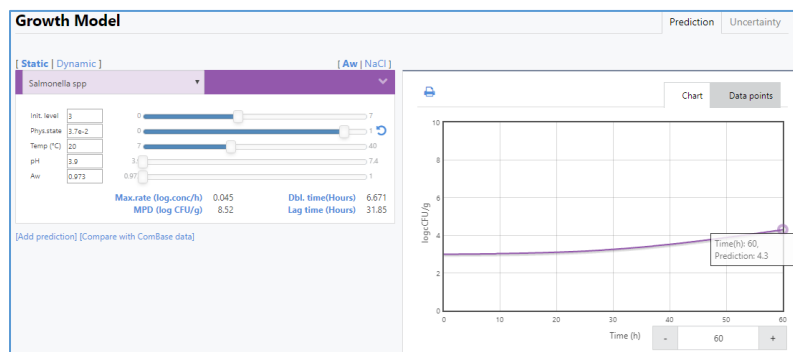 Growth Model
Prediction Uncertainty
[ Static | Dynamic ] [ Aw | NaCl ]
Salmonella spp
Init. level 3 0 7
Phys.state 3.7e-2 0 1
Temp (°C) 20 7 40
pH 3.9 7.4
Aw 0.973 0.97 1
Max.rate (log.conc/h) 0.045 Dbl. time(Hours) 6.671
MPD (log CFU/g) 8.52 Lag time (Hours) 31.85
[Add prediction] [Compare with ComBase data]
Chart Data points
10
8
6
4
2
0
logcCFU/g
Time(h): 60,
Prediction: 4.3
0 10 20 30 40 50 60
Time (h) - 60 +